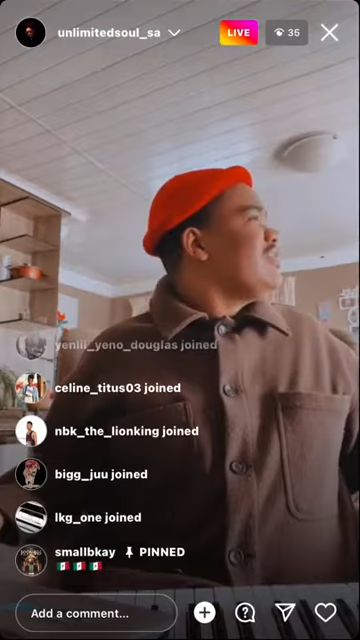 unlimitedsoul_sa
LIVE
35
yenlii_yeno_douglas joined
celine_titus03 joined
nbk_the_lionking joined
bigg_juu joined
lkg_one joined
smallbkay PINNED
🇲🇽 🇲🇽 🇲🇽
Add a comment...